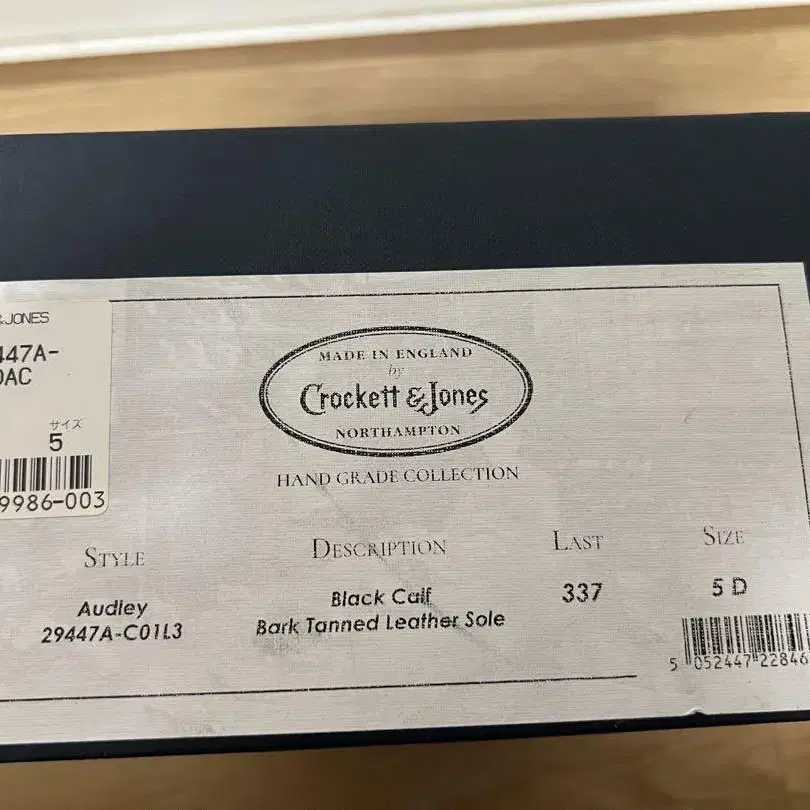 &JONES
447A-
DAC
サイズ
5
9986-003
MADE IN ENGLAND
by
Crockett & Jones
NORTHAMPTON
HAND GRADE COLLECTION
STYLE
Audley
29447A-C01L3
DESCRIPTION
Black Calf
Bark Tanned Leather Sole
LAST
337
SIZE
5 D
5 052447 22846